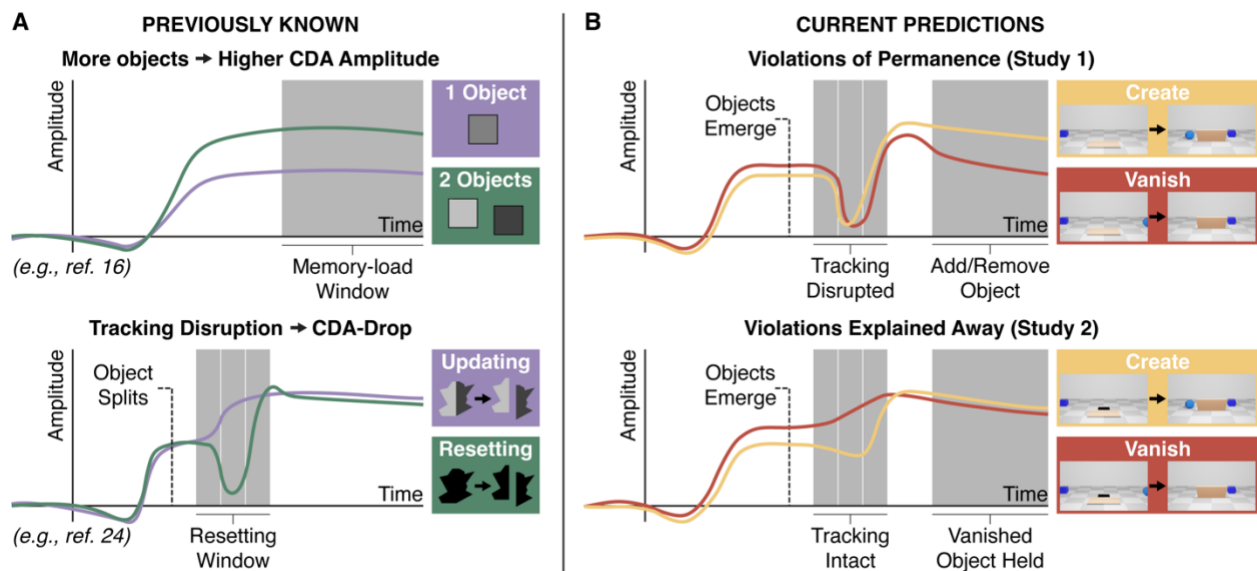 A
PREVIOUSLY KNOWN
More objects → Higher CDA Amplitude
Amplitude
1 Object
2 Objects
Time
(e.g., ref. 16)
Memory-load
Window
Tracking Disruption → CDA-Drop
Amplitude
Object
Splits
Updating
Resetting
Time
(e.g., ref. 24)
Resetting
Window
B
CURRENT PREDICTIONS
Violations of Permanence (Study 1)
Amplitude
Objects
Emerge
Create
Vanish
Time
Tracking
Disrupted
Add/Remove
Object
Violations Explained Away (Study 2)
Amplitude
Objects
Emerge
Create
Vanish
Time
Tracking
Intact
Vanished
Object Held